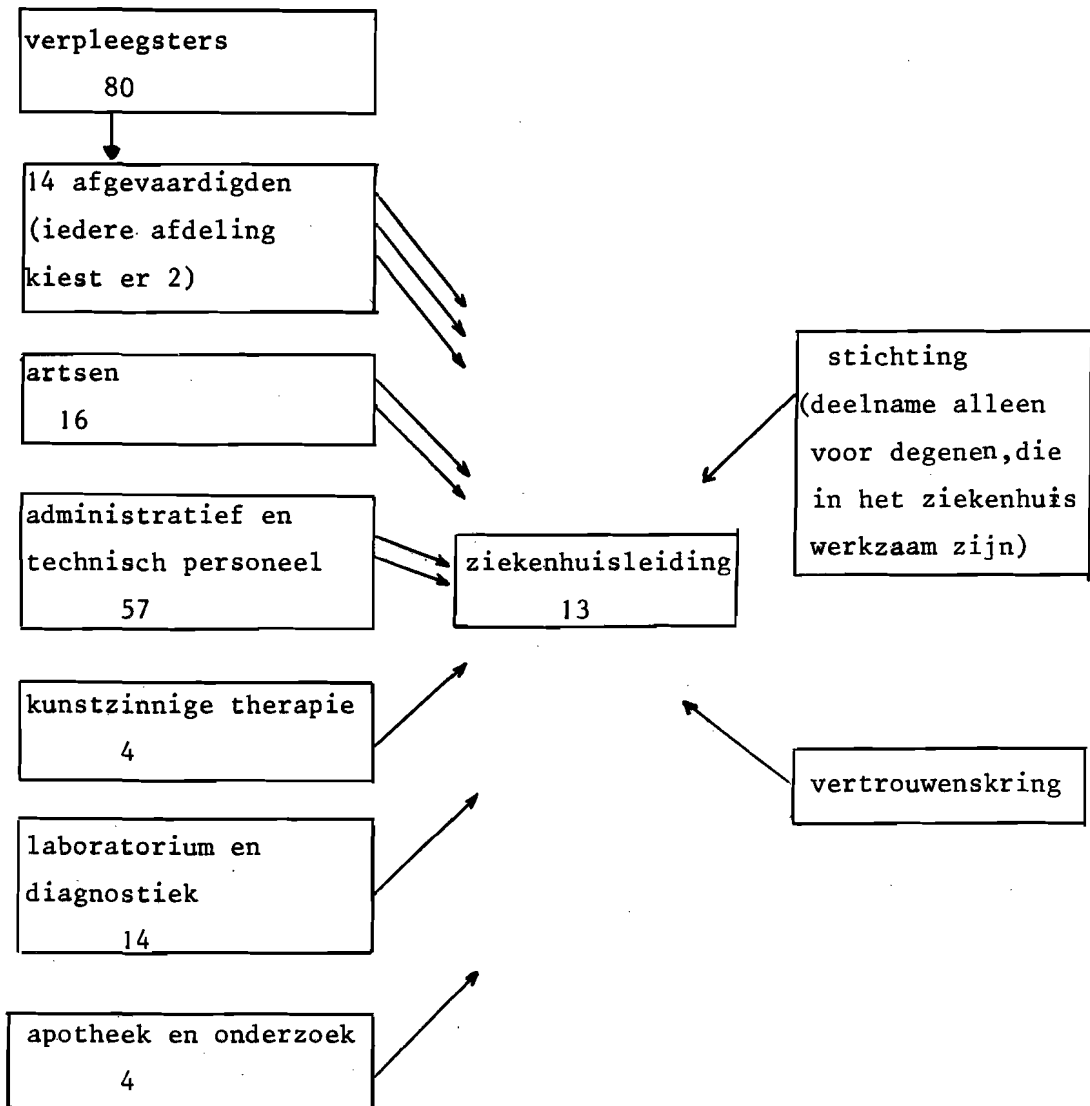 verpleegsters
80
14 afgevaardigden
(iedere afdeling
kiest er 2)
artsen
16
administratief en
technisch personeel
57
kunstzinnige therapie
4
laboratorium en
diagnostiek
14
apotheek en onderzoek
4
ziekenhuisleiding
13
stichting
(deelname alleen
voor degenen,die
in het ziekenhuis
werkzaam zijn)
vertrouwenskring